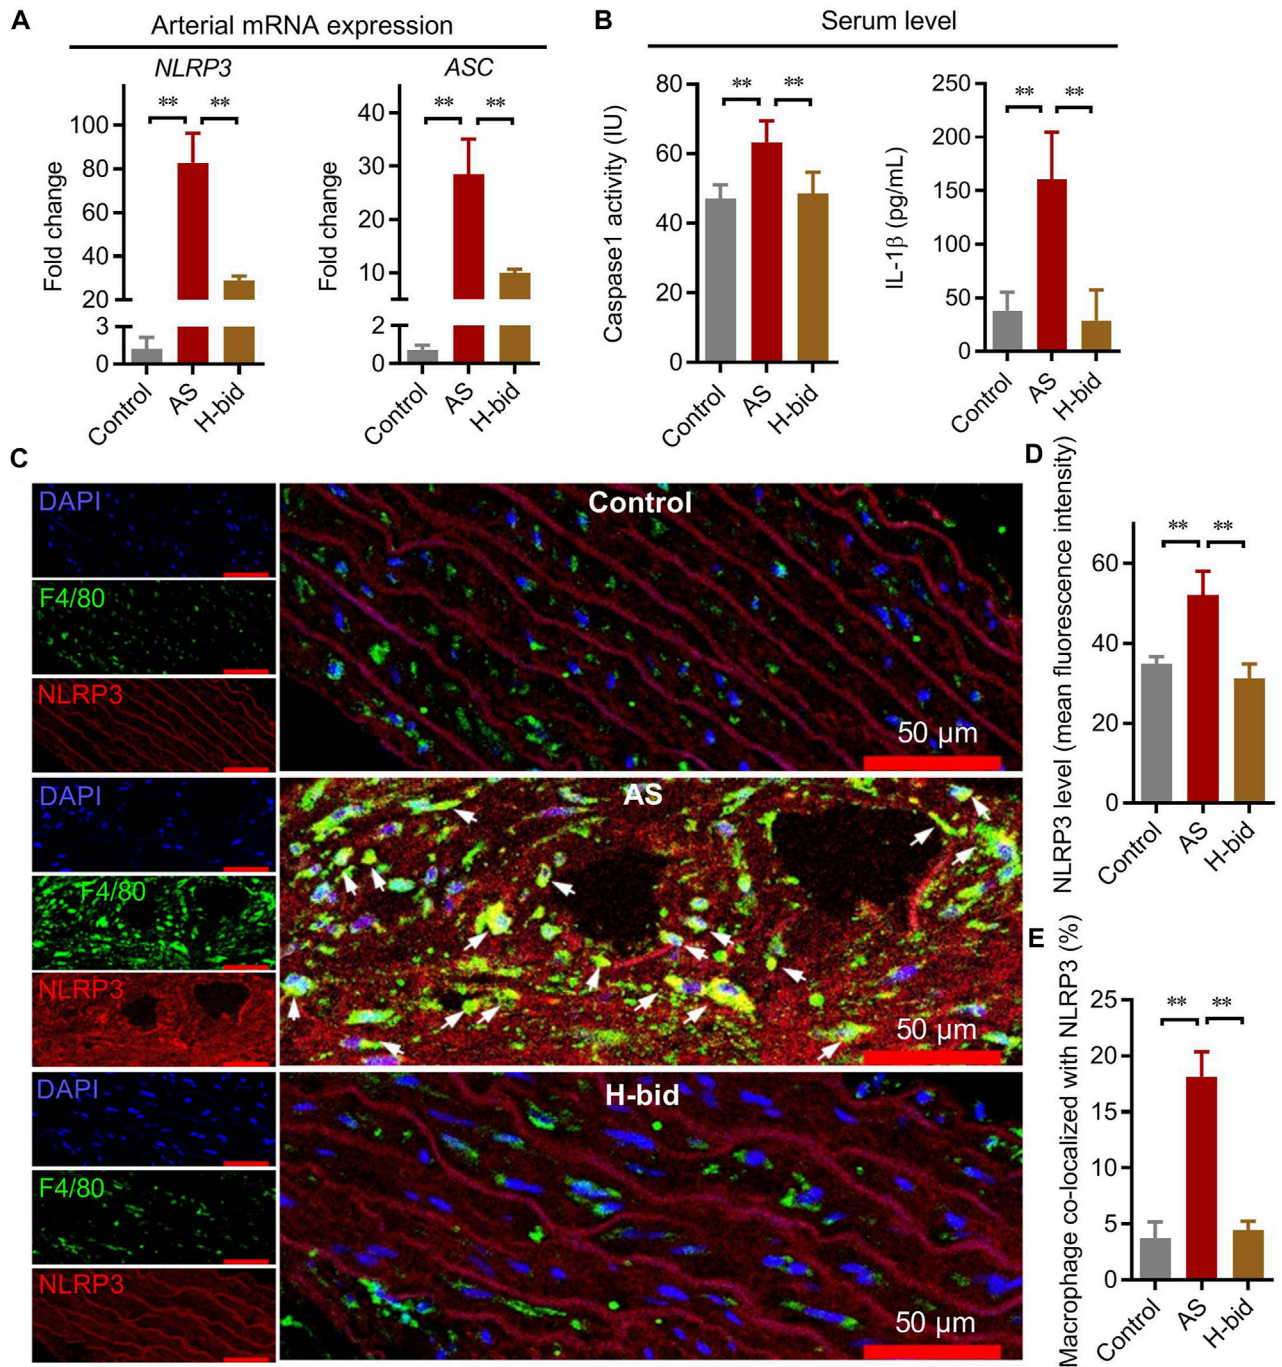 A
Arterial mRNA expression
NLRP3
ASC
** **
** **
Fold change
100
80
60
40
20
3
0
Control
AS
H-bid
Fold change
40
30
20
10
2
0
Control
AS
H-bid
B
Serum level
** **
** **
Caspase1 activity (IU)
80
60
40
20
0
Control
AS
H-bid
IL-1β (pg/mL)
250
200
150
100
50
0
Control
AS
H-bid
C
DAPI
F4/80
NLRP3
Control
50 μm
DAPI
F4/80
NLRP3
AS
50 μm
DAPI
F4/80
NLRP3
H-bid
50 μm
D
NLRP3 level (mean fluorescence intensity)
** **
60
40
20
0
Control
AS
H-bid
E
Macrophage co-localized with NLRP3 (%)
** **
25
20
15
10
5
0
Control
AS
H-bid